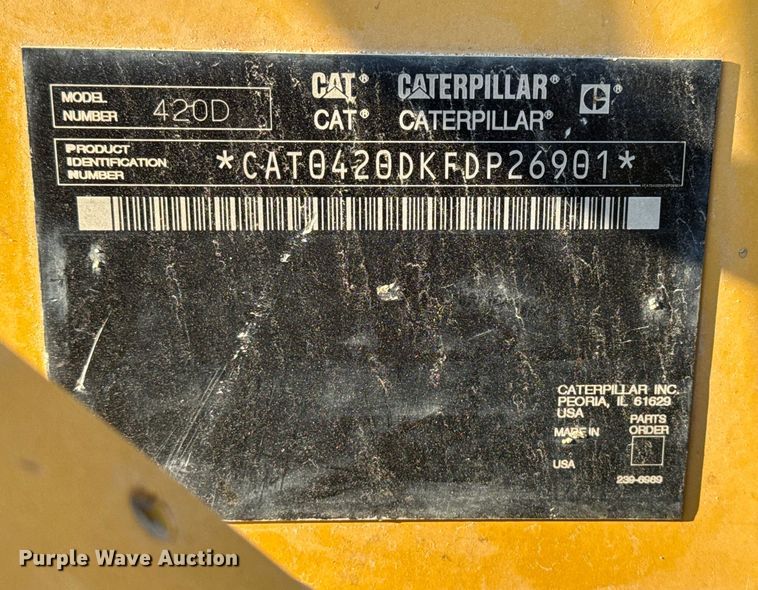 MODEL NUMBER 420D
CAT® CATERPILLAR® C®
CAT® CATERPILLAR®
PRODUCT IDENTIFICATION NUMBER *CAT0420DKFDP26901*
CATERPILLAR INC.
PEORIA, IL 61629
USA
MADE IN
USA
PARTS ORDER
239-6989
Purple Wave Auction